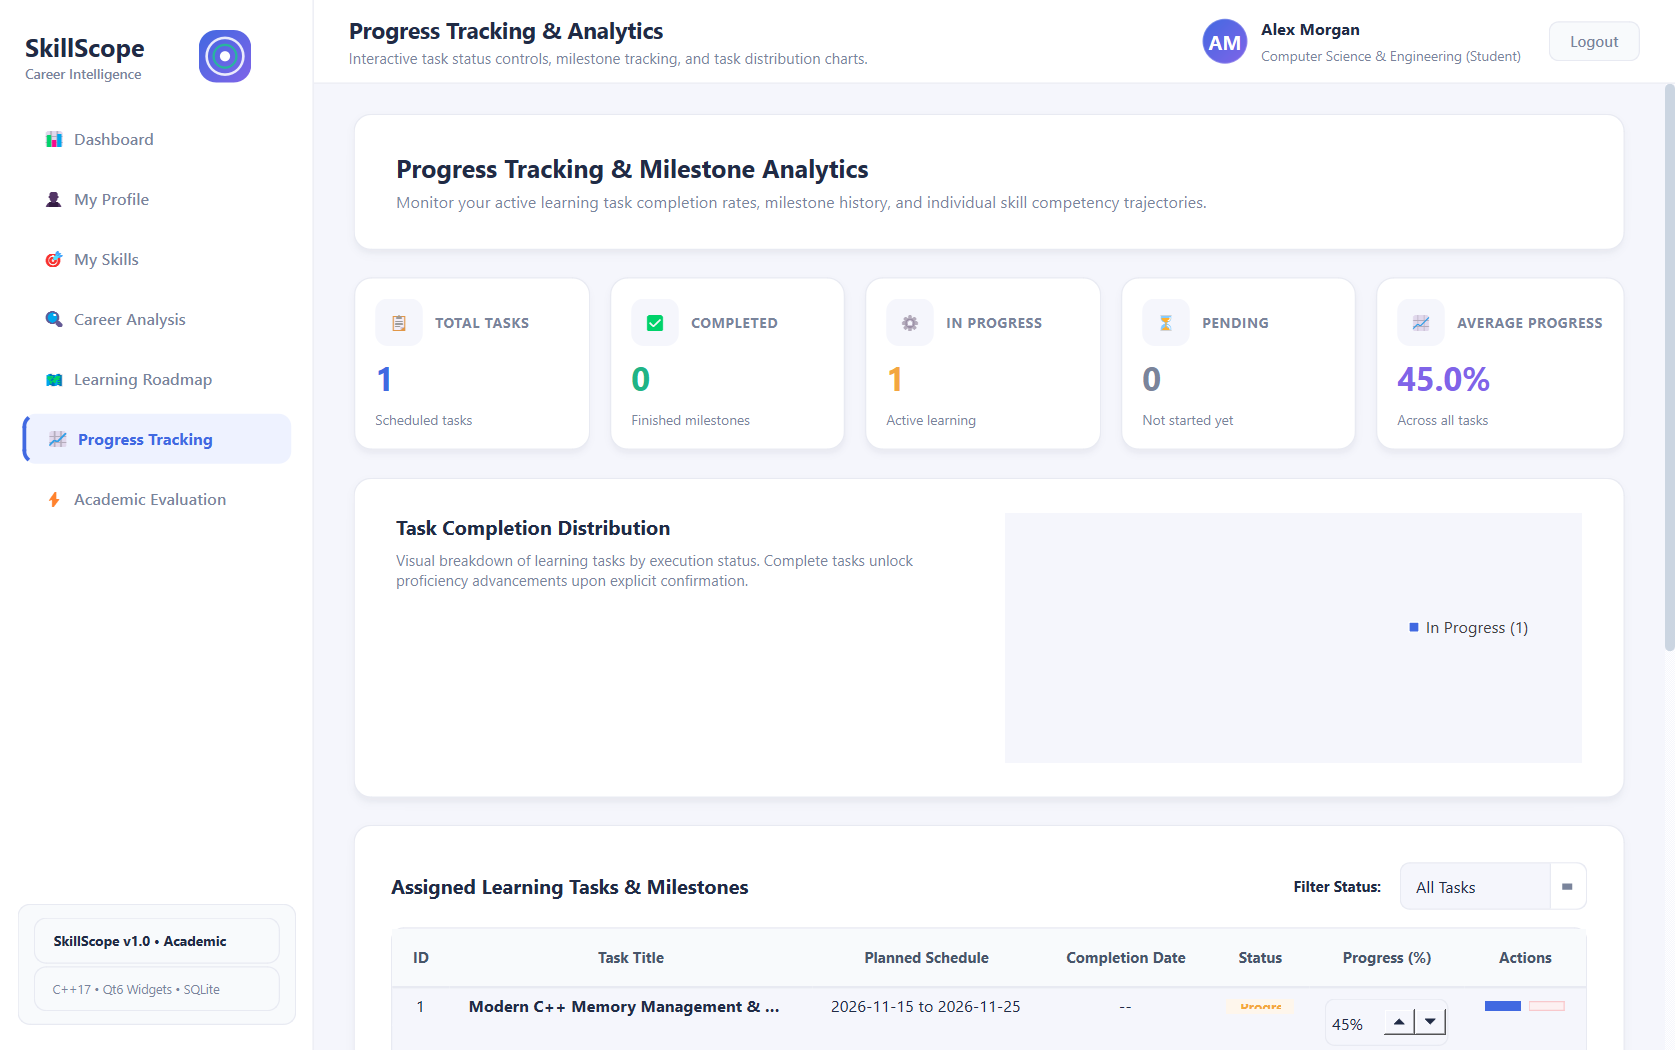 SkillScope
Career Intelligence
Dashboard
My Profile
My Skills
Career Analysis
Learning Roadmap
Progress Tracking
Academic Evaluation
SkillScope v1.0 • Academic
C++17 • Qt6 Widgets • SQLite
Progress Tracking & Analytics
Interactive task status controls, milestone tracking, and task distribution charts.
AM
Alex Morgan
Computer Science & Engineering (Student)
Logout
Progress Tracking & Milestone Analytics
Monitor your active learning task completion rates, milestone history, and individual skill competency trajectories.
TOTAL TASKS
1
Scheduled tasks
COMPLETED
0
Finished milestones
IN PROGRESS
1
Active learning
PENDING
0
Not started yet
AVERAGE PROGRESS
45.0%
Across all tasks
Task Completion Distribution
Visual breakdown of learning tasks by execution status. Complete tasks unlock
proficiency advancements upon explicit confirmation.
In Progress (1)
Assigned Learning Tasks & Milestones
Filter Status: All Tasks
ID Task Title Planned Schedule Completion Date Status Progress (%) Actions
1 Modern C++ Memory Management & ... 2026-11-15 to 2026-11-25 -- 45%